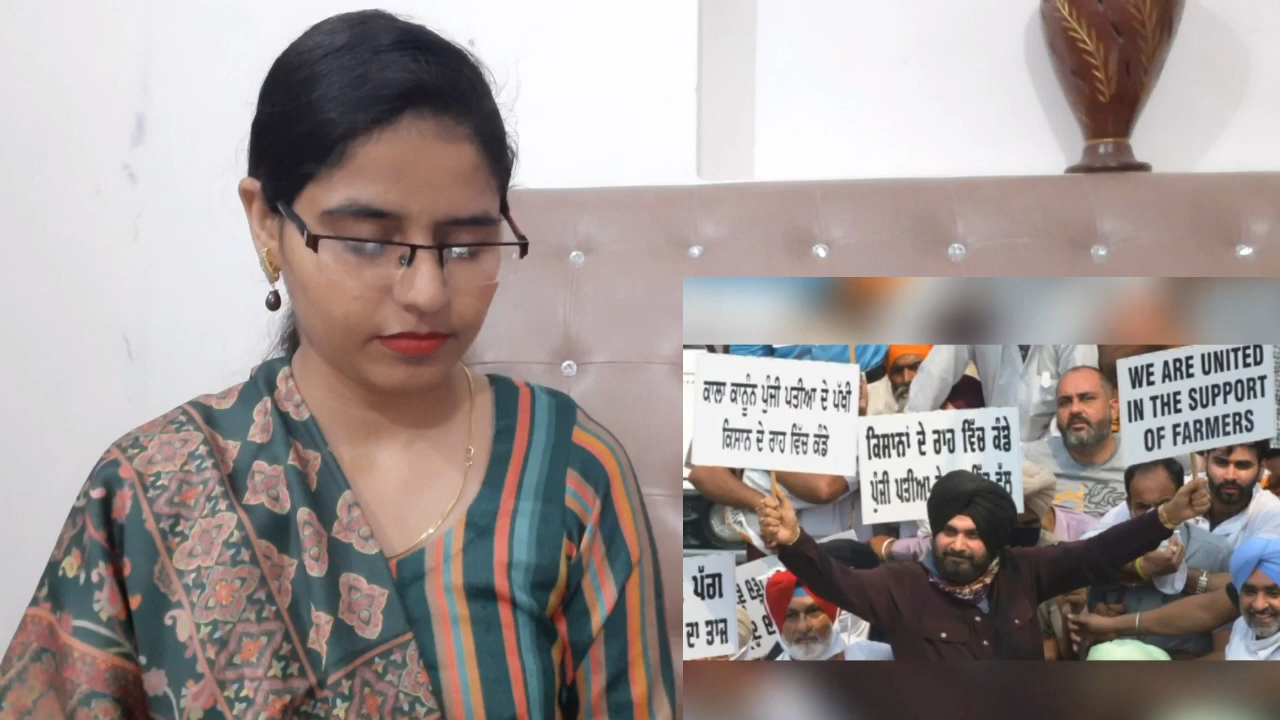 ਕਾਲਾ ਕਾਨੂੰਨ ਪੂੰਜੀ ਪਤੀਆ ਦੇ ਪੱਖੀ
ਕਿਸਾਨ ਦੇ ਰਾਹ ਵਿੱਚ ਕੰਡੇ
ਕਿਸਾਨਾਂ ਦੇ ਰਾਹ ਵਿੱਚ ਕੰਡੇ
ਪੂੰਜੀ ਪਤੀਆ
WE ARE UNITED
IN THE SUPPORT
OF FARMERS
ਪੱਗ
ਦਾ ਤਾਜ